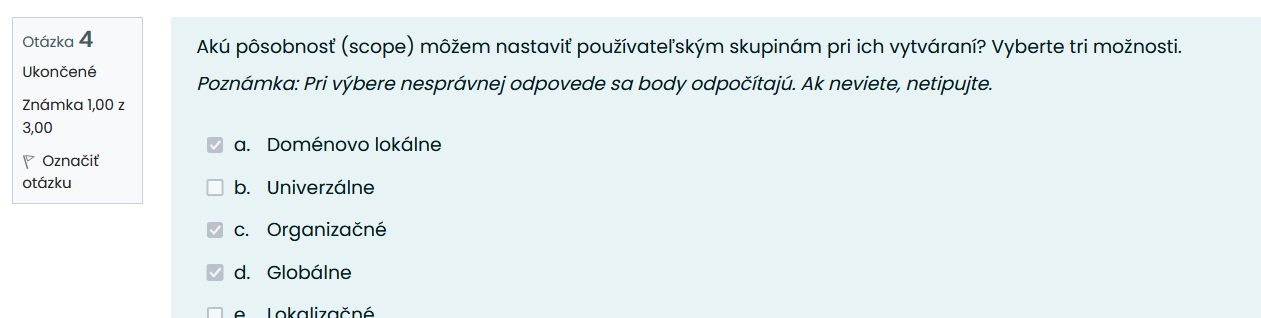 Otázka 4
Ukončené
Známka 1,00 z
3,00
Označiť
otázku
Akú pôsobnosť (scope) môžem nastaviť používateľským skupinám pri ich vytváraní? Vyberte tri možnosti.
Poznámka: Pri výbere nesprávnej odpovede sa body odpočítajú. Ak neviete, netipujte.
a. Doménovo lokálne
b. Univerzálne
c. Organizačné
d. Globálne
e. Lokalizačné